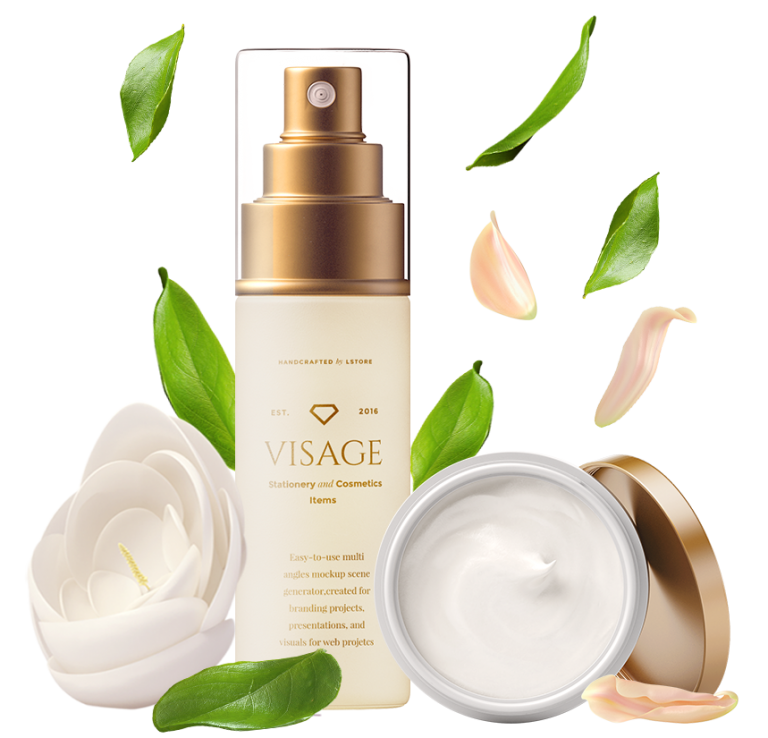 HANDCRAFTED by LSTORE
EST. 2016
VISAGE
Stationery and Cosmetics
Items
Easy-to-use multi
angles mockup scene
generator,created for
branding projects,
presentations, and
visuals for web projetcs